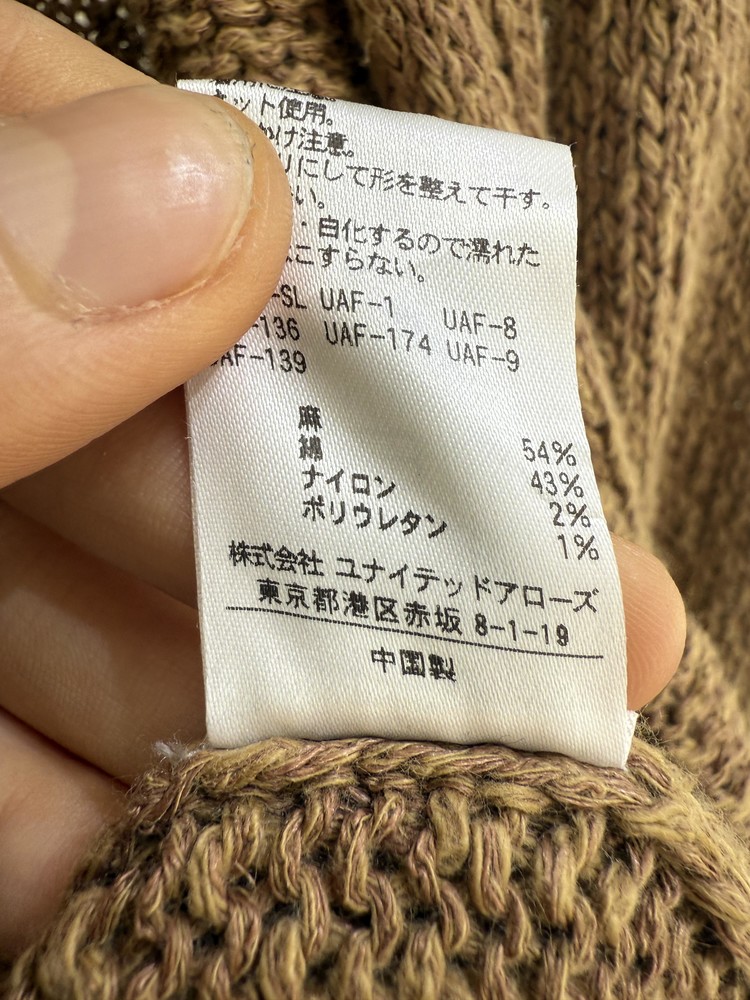 ット使用。
け注意。
りにして形を整えて干す。
い。
・白化するので濡れた
こすらない。
-SL UAF-1 UAF-8
-136 UAF-174 UAF-9
AF-139
麻 54%
綿 43%
ナイロン 2%
ポリウレタン 1%
株式会社 ユナイテッドアローズ
東京都港区赤坂 8-1-19
中国製